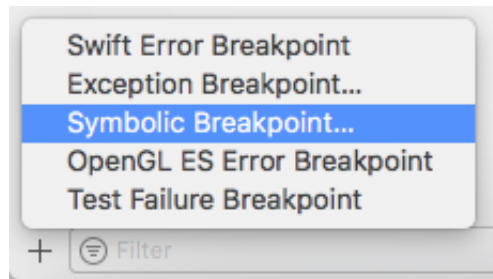 Swift Error Breakpoint
Exception Breakpoint...
Symbolic Breakpoint...
OpenGL ES Error Breakpoint
Test Failure Breakpoint
+ Filter